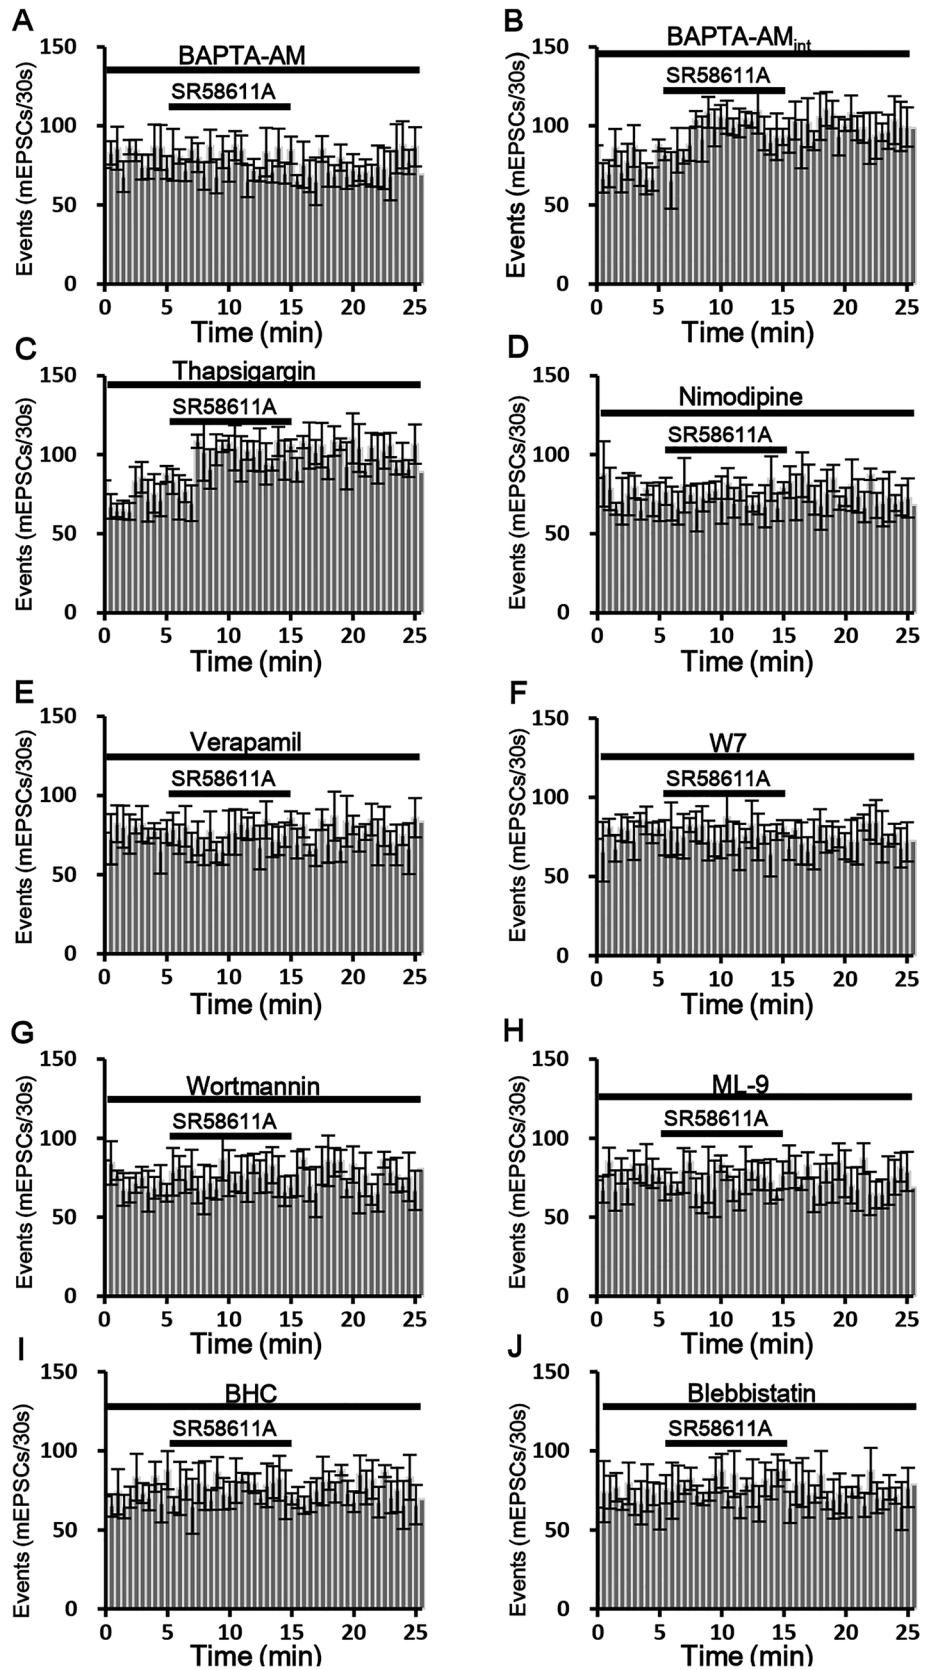 A
Events (mEPSCs/30s)
150
100
50
0
BAPTA-AM
SR58611A
0 5 10 15 20 25
Time (min)
B
Events (mEPSCs/30s)
150
100
50
0
BAPTA-AMint
SR58611A
0 5 10 15 20 25
Time (min)
C
Events (mEPSCs/30s)
150
100
50
0
Thapsigargin
SR58611A
0 5 10 15 20 25
Time (min)
D
Events (mEPSCs/30s)
150
100
50
0
Nimodipine
SR58611A
0 5 10 15 20 25
Time (min)
E
Events (mEPSCs/30s)
150
100
50
0
Verapamil
SR58611A
0 5 10 15 20 25
Time (min)
F
Events (mEPSCs/30s)
150
100
50
0
W7
SR58611A
0 5 10 15 20 25
Time (min)
G
Events (mEPSCs/30s)
150
100
50
0
Wortmannin
SR58611A
0 5 10 15 20 25
Time (min)
H
Events (mEPSCs/30s)
150
100
50
0
ML-9
SR58611A
0 5 10 15 20 25
Time (min)
I
Events (mEPSCs/30s)
150
100
50
0
BHC
SR58611A
0 5 10 15 20 25
Time (min)
J
Events (mEPSCs/30s)
150
100
50
0
Blebbistatin
SR58611A
0 5 10 15 20 25
Time (min)